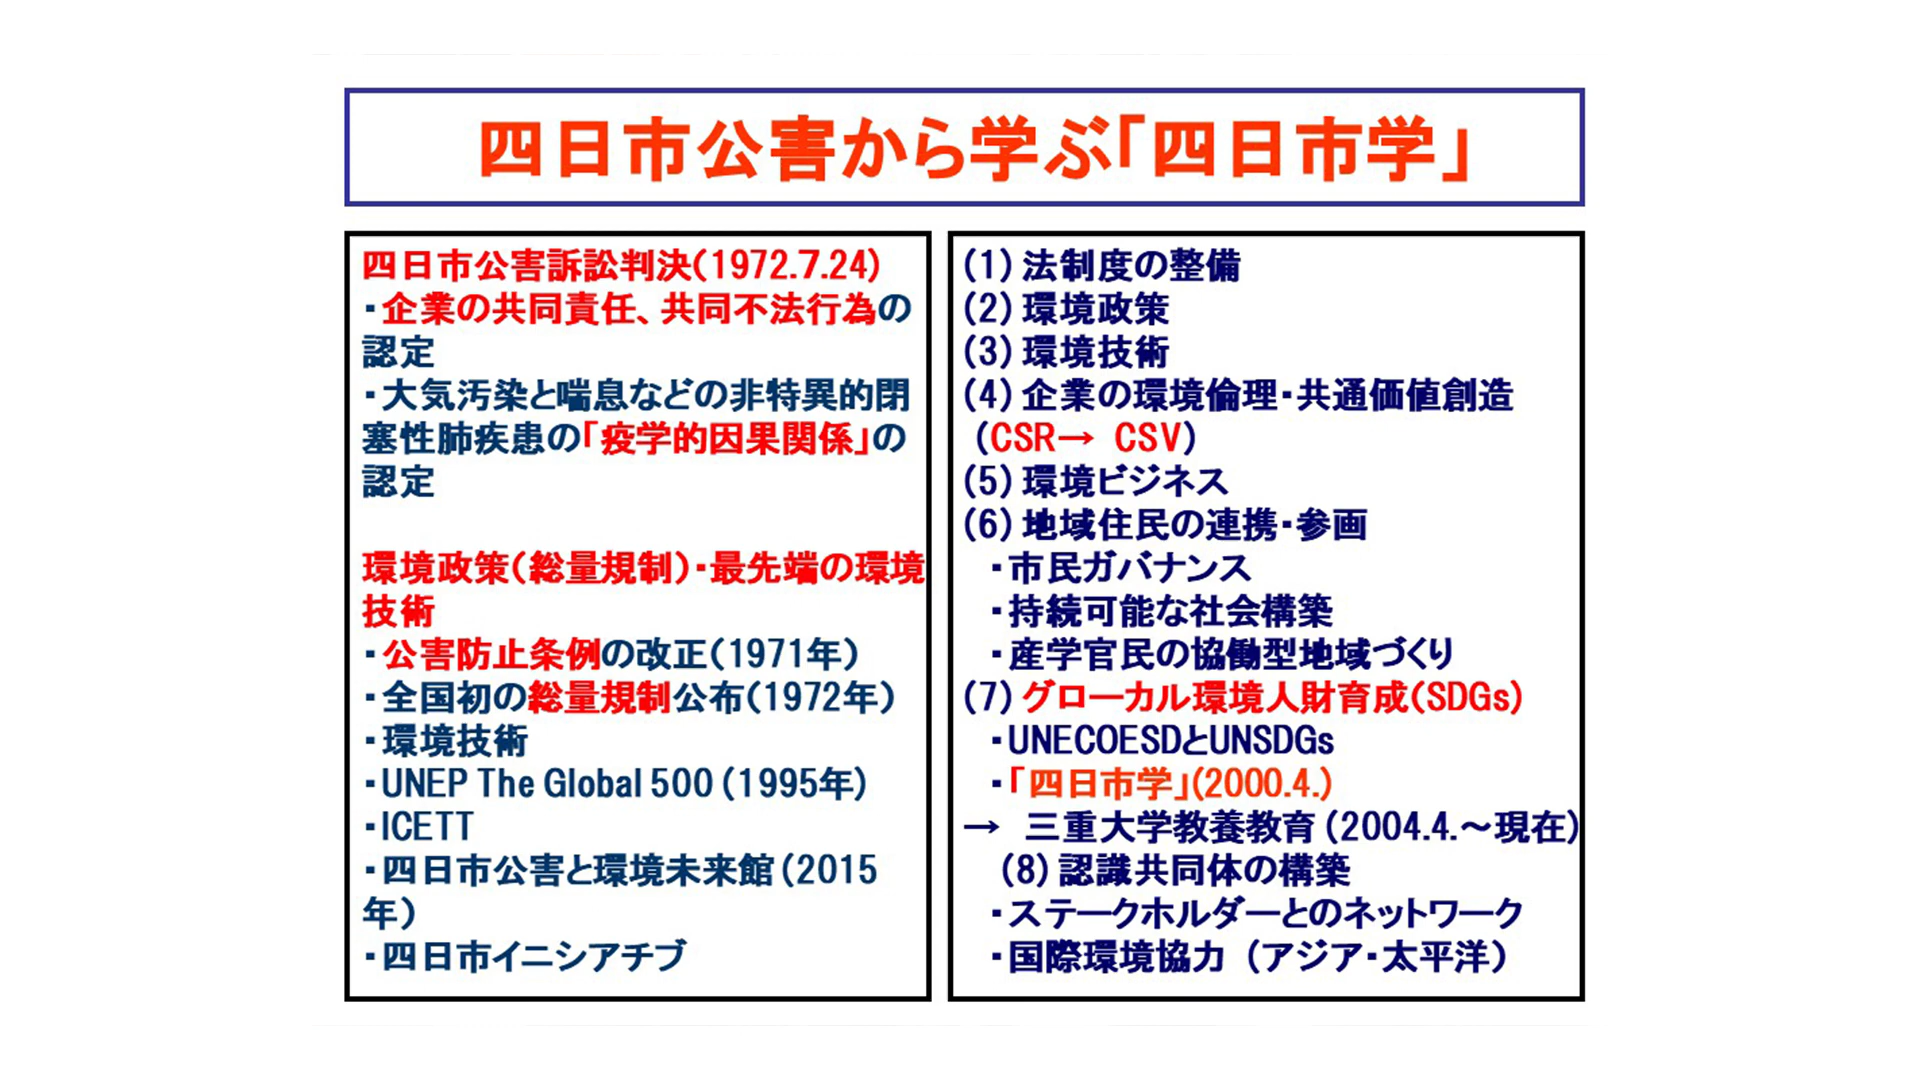 四日市公害から学ぶ「四日市学」
四日市公害訴訟判決(1972.7.24)
・企業の共同責任、共同不法行為の
認定
・大気汚染と喘息などの非特異的閉
塞性肺疾患の「疫学的因果関係」の
認定
環境政策(総量規制)・最先端の環境
技術
・公害防止条例の改正(1971年)
・全国初の総量規制公布(1972年)
・環境技術
・UNEP The Global 500 (1995年)
・ICETT
・四日市公害と環境未来館(2015
年)
・四日市イニシアチブ
(1) 法制度の整備
(2) 環境政策
(3) 環境技術
(4) 企業の環境倫理・共通価値創造
(CSR→ CSV)
(5) 環境ビジネス
(6) 地域住民の連携・参画
・市民ガバナンス
・持続可能な社会構築
・産学官民の協働型地域づくり
(7) グローカル環境人財育成(SDGs)
・UNECOESDとUNSDGs
・「四日市学」(2000.4.)
→ 三重大学教養教育 (2004.4.～現在)
(8) 認識共同体の構築
・ステークホルダーとのネットワーク
・国際環境協力 (アジア・太平洋)